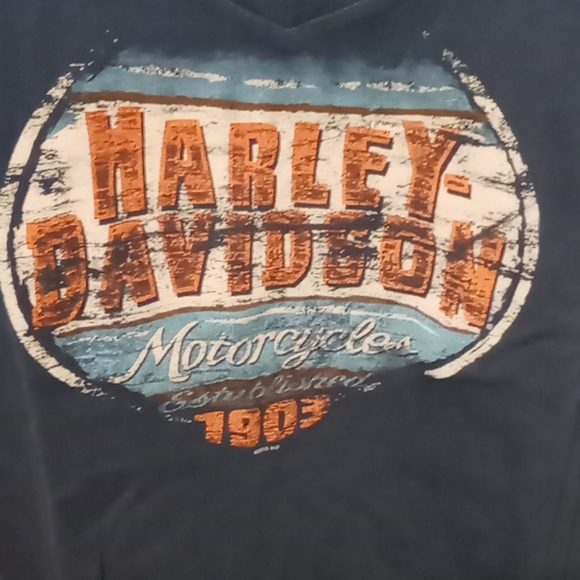 HARLEY-
DAVIDSON
Motorcycles
Established
1903